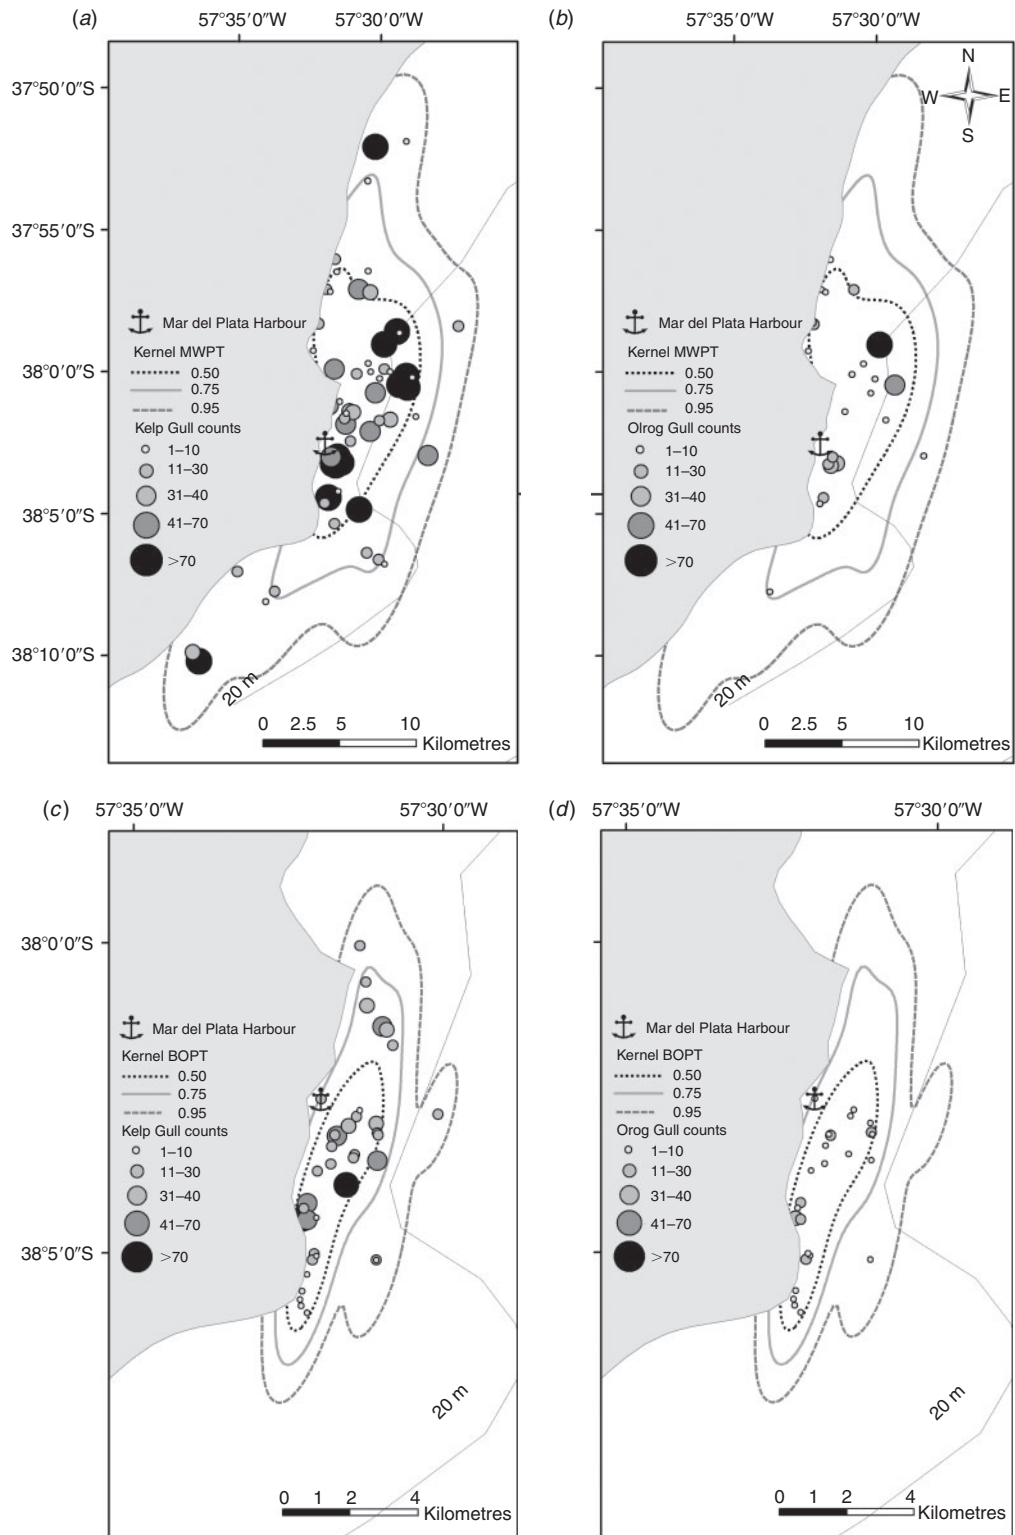 (a)
57°35′0″W 57°30′0″W
(b)
57°35′0″W 57°30′0″W
37°50′0″S
37°55′0″S
38°0′0″S
38°5′0″S
38°10′0″S
Mar del Plata Harbour
Kernel MWPT
0.50
0.75
0.95
Kelp Gull counts
1–10
11–30
31–40
41–70
>70
20 m
0 2.5 5 10
Kilometres
N
W E
S
Mar del Plata Harbour
Kernel MWPT
0.50
0.75
0.95
Olrog Gull counts
1–10
11–30
31–40
41–70
>70
20 m
0 2.5 5 10
Kilometres
(c)
57°35′0″W 57°30′0″W
(d)
57°35′0″W 57°30′0″W
38°0′0″S
38°5′0″S
Mar del Plata Harbour
Kernel BOPT
0.50
0.75
0.95
Kelp Gull counts
1–10
11–30
31–40
41–70
>70
20 m
0 1 2 4
Kilometres
Mar del Plata Harbour
Kernel BOPT
0.50
0.75
0.95
Orog Gull counts
1–10
11–30
31–40
41–70
>70
20 m
0 1 2 4
Kilometres